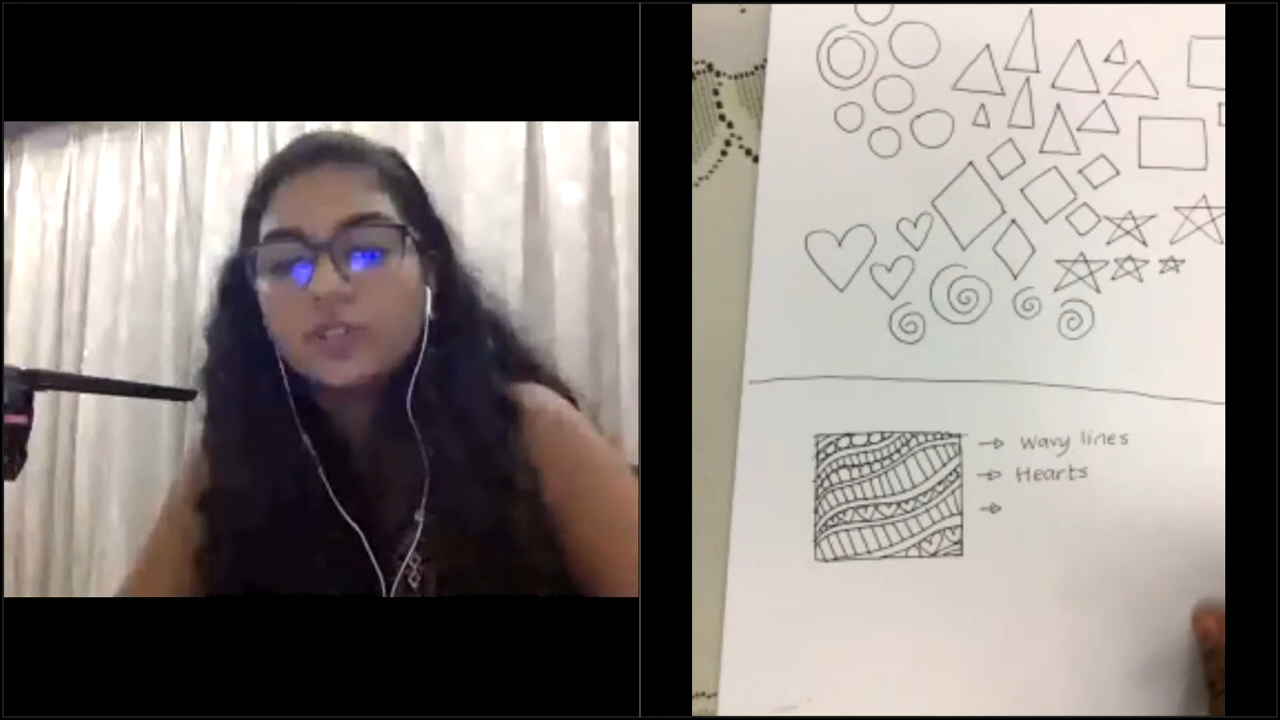 → Wavy lines
→ Hearts
→